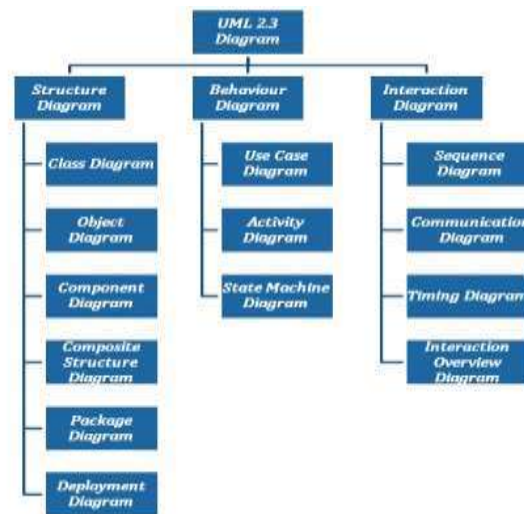 UML 2.3
Diagram
Structure
Diagram
Class Diagram
Object
Diagram
Component
Diagram
Composite
Structure
Diagram
Package
Diagram
Deployment
Diagram
Behaviour
Diagram
Use Case
Diagram
Activity
Diagram
State Machine
Diagram
Interaction
Diagram
Sequence
Diagram
Communication
Diagram
Timing Diagram
Interaction
Overview
Diagram